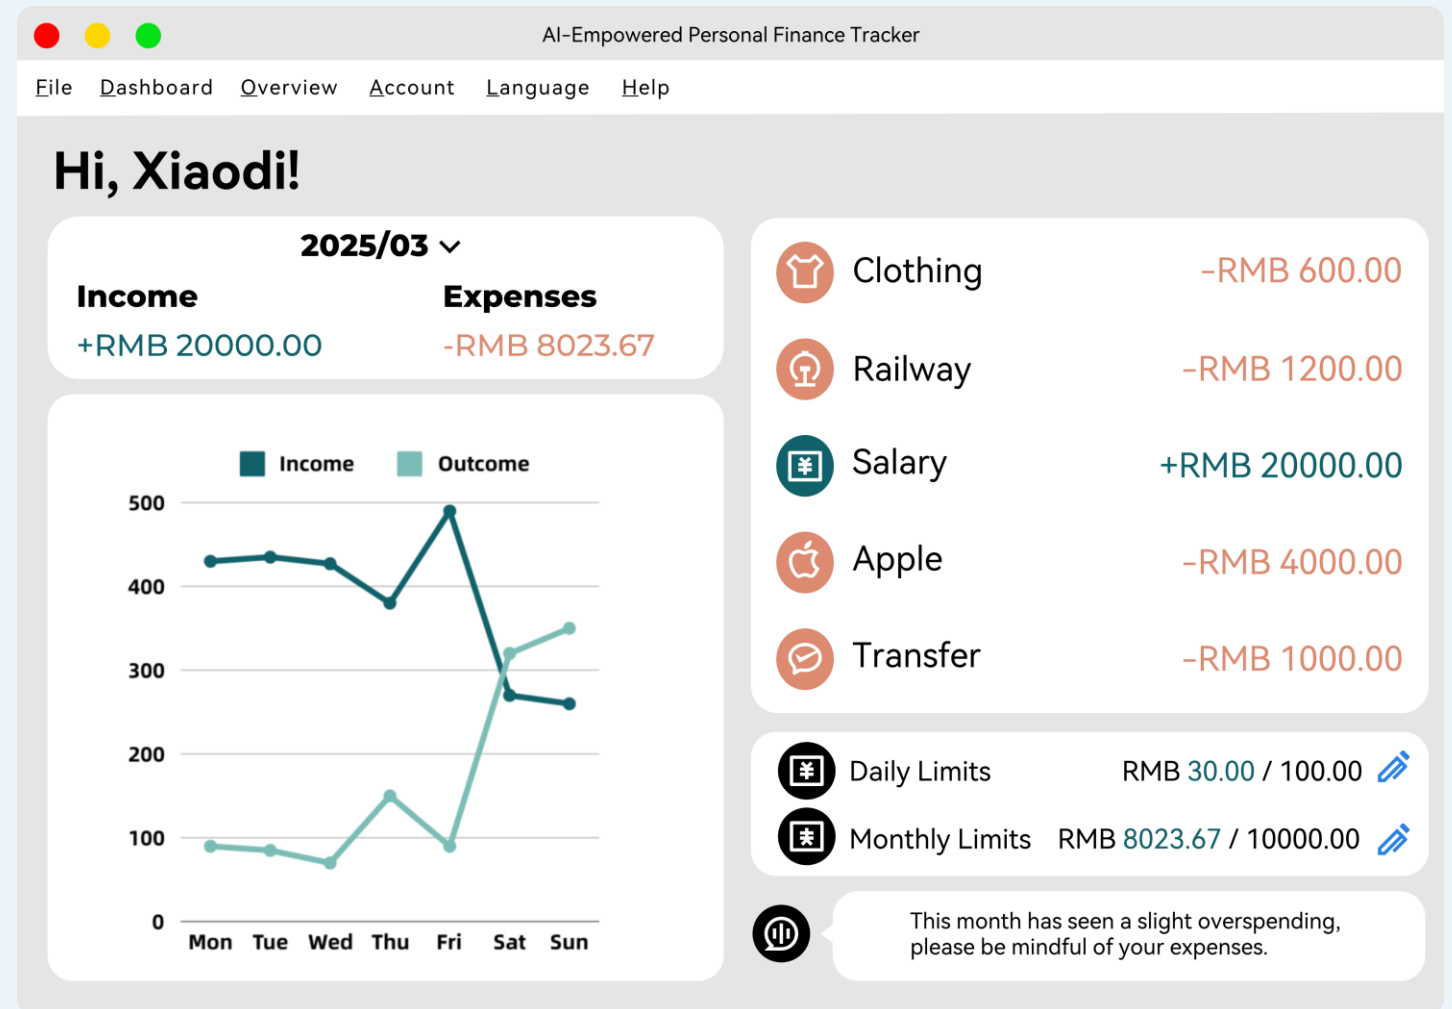 AI-Empowered Personal Finance Tracker
File Dashboard Overview Account Language Help
Hi, Xiaodi!
2025/03
Income Expenses
+RMB 20000.00 -RMB 8023.67
Income Outcome
500
400
300
200
100
0
Mon Tue Wed Thu Fri Sat Sun
Clothing -RMB 600.00
Railway -RMB 1200.00
Salary +RMB 20000.00
Apple -RMB 4000.00
Transfer -RMB 1000.00
Daily Limits RMB 30.00 / 100.00
Monthly Limits RMB 8023.67 / 10000.00
This month has seen a slight overspending,
please be mindful of your expenses.